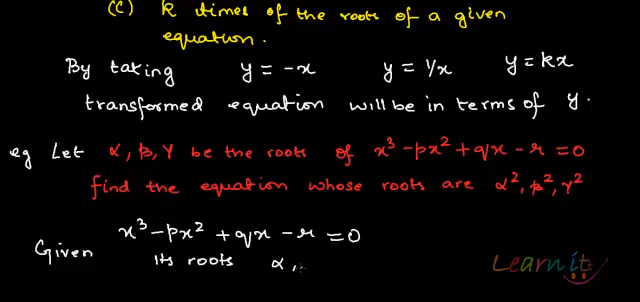 (c) k times of the roots of a given
equation.
By taking y = -x y = 1/x y = kx
transformed equation will be in terms of y.
eg Let α, β, γ be the roots of x³ - px² + qx - r = 0
find the equation whose roots are α², β², γ²
Given x³ - px² + qx - r = 0
Its roots α,
Learn it